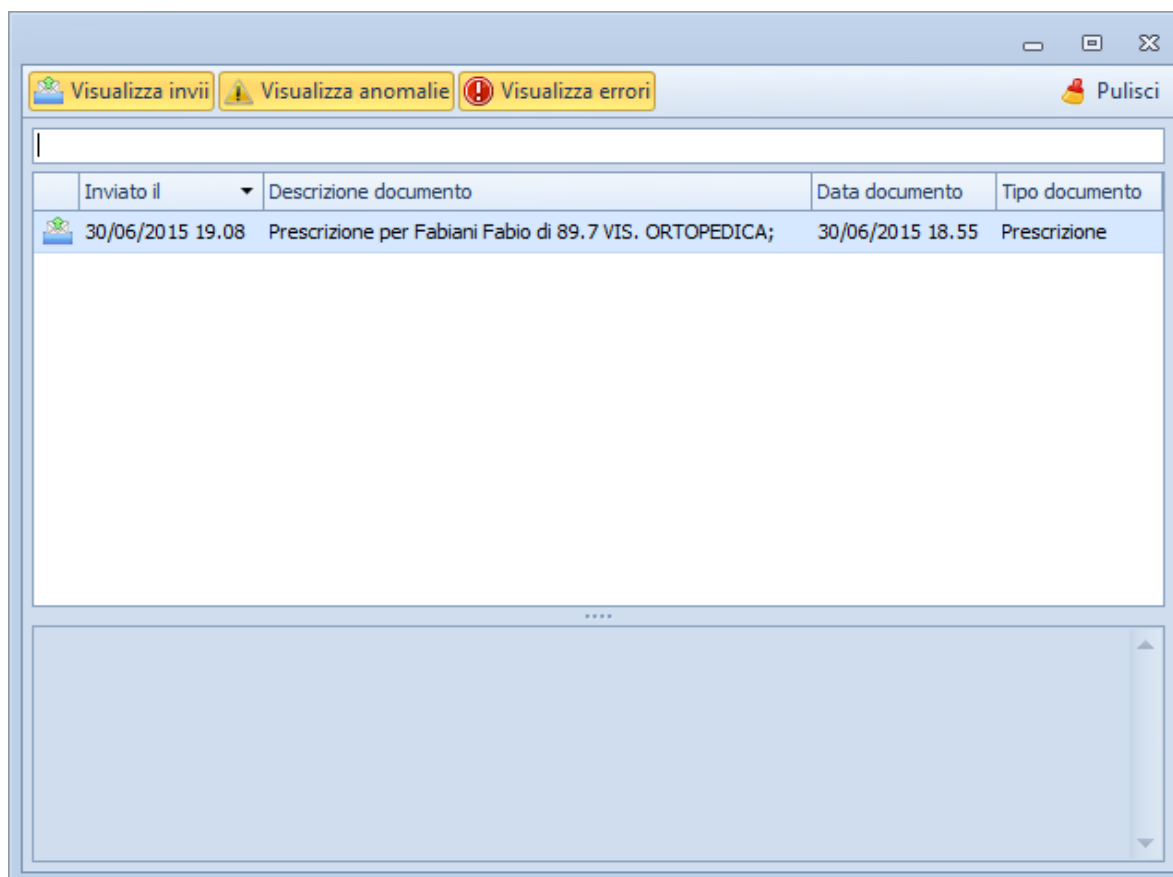 Visualizza invii Visualizza anomalie Visualizza errori Pulisci
Inviato il Descrizione documento Data documento Tipo documento
30/06/2015 19.08 Prescrizione per Fabiani Fabio di 89.7 VIS. ORTOPEDICA; 30/06/2015 18.55 Prescrizione